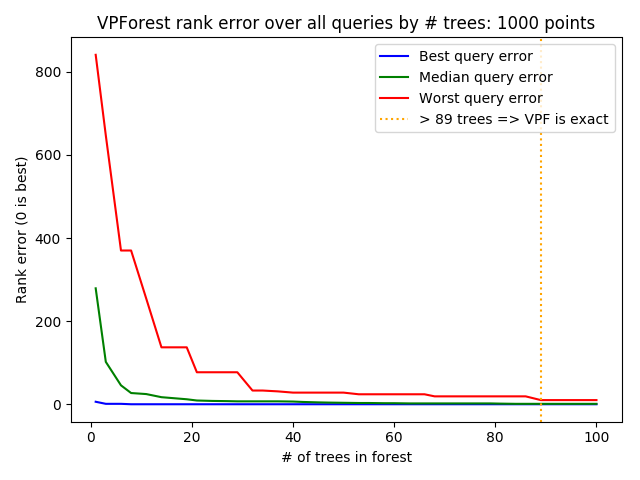 VPForest rank error over all queries by # trees: 1000 points
Best query error
Median query error
Worst query error
> 89 trees => VPF is exact
Rank error (0 is best)
800
600
400
200
0
0 20 40 60 80 100
# of trees in forest